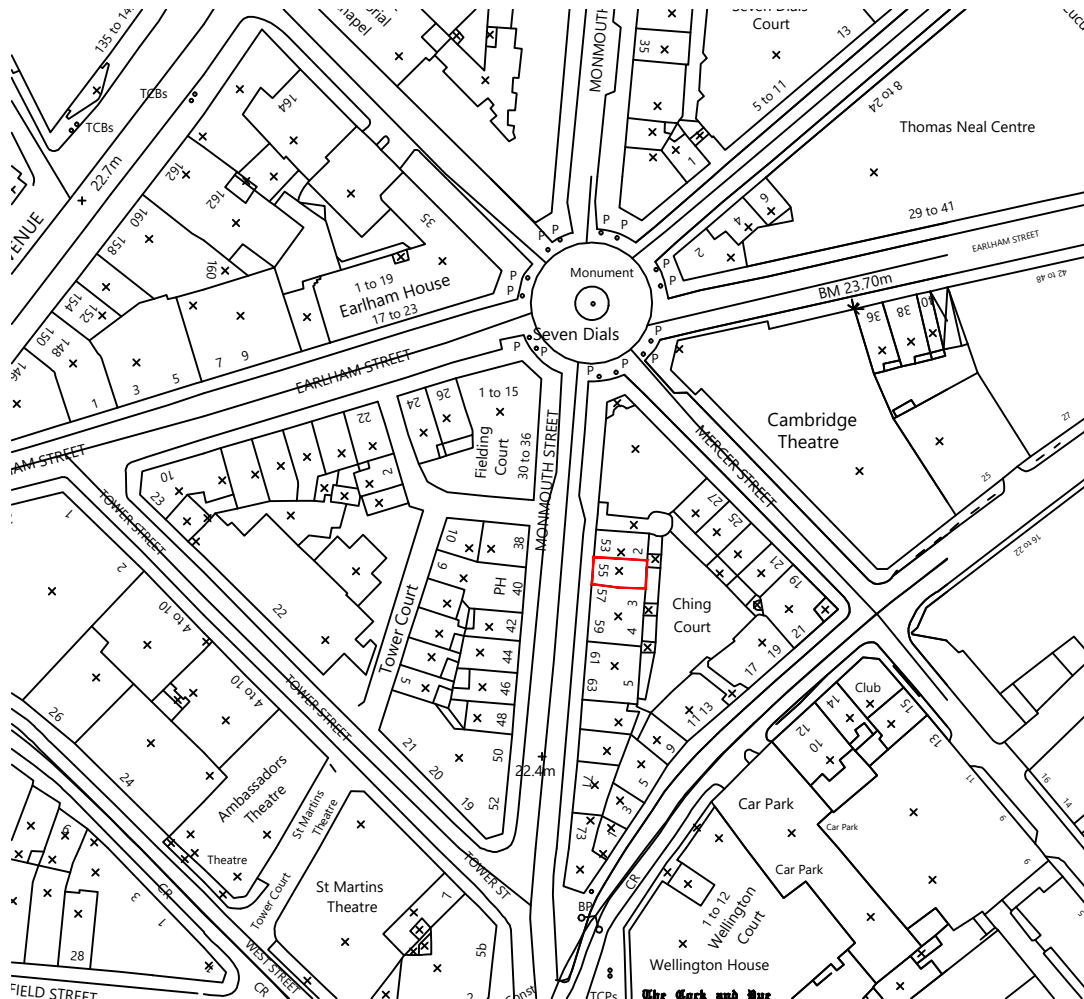 135 to 14
Chapel
Seven Dials
Court
MONMOUTH
35
13
5 to 11
8 to 24
Thomas Neal Centre
TCBs
TCBs
22.7m
164
162
162
160
158
160
154
152
150
148
146
1
3
5
7
9
35
1 to 19
Earlham House
17 to 23
P
P
P
P
P
P
P
P
P
P
P
P
P
P
Monument
Seven Dials
1
2
4
6
29 to 41
EARLHAM STREET
42 to 48
BM 23.70m
36
38
40
27
25
16 to 22
Cambridge
Theatre
MERCER STREET
EARLHAM STREET
AM STREET
10
23
22
24
26
2
1 to 15
Fielding
Court
30 to 36
MONMOUTH STREET
TOWER STREET
1
2
4 to 10
4 to 10
22
TOWER STREET
Tower Court
10
9
5
38
PH
40
42
44
46
48
50
52
21
20
19
22.4m
53
2
55
57
3
59
4
61
63
5
71
73
27
25
21
19
21
19
17
Ching
Court
11
13
9
5
3
1
26
24
Ambassadors
Theatre
St Martins
Theatre
Theatre
Tower Court
St Martins
Theatre
TOWER ST
WEST STREET
CR
CR
CR
1
3
28
FIELD STREET
5b
2
BP
TCPs
1 to 12
Wellington
Court
Wellington House
Car Park
Car Park
Car Park
Club
10
12
14
15
13
11
9
16
14
The Cock and Pye